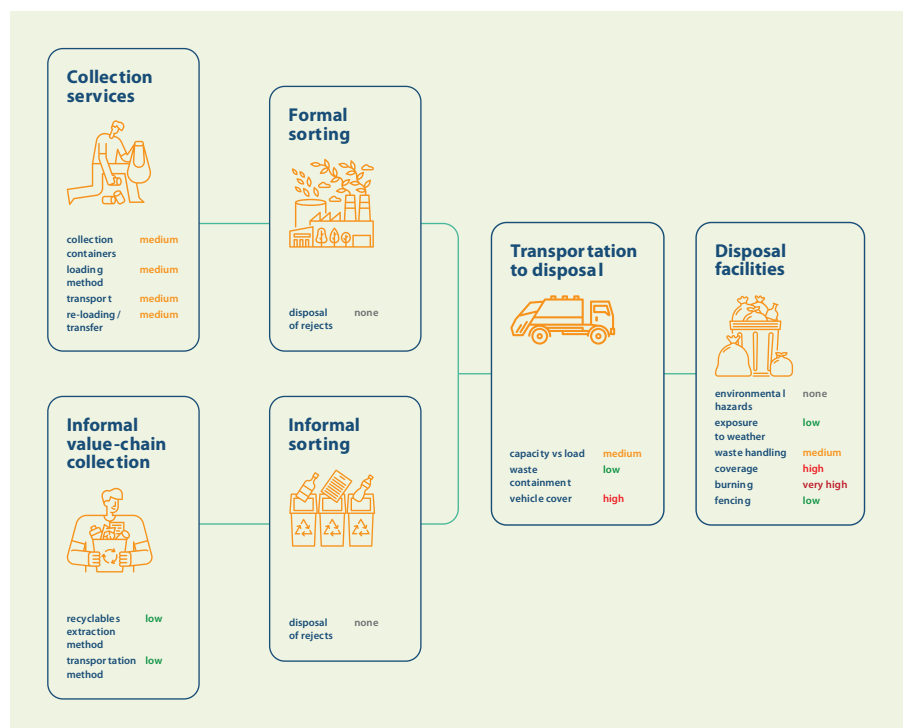 Collection
services
collection medium
containers
loading medium
method
transport medium
re-loading / medium
transfer
Formal
sorting
disposal none
of rejects
Informal
value-chain
collection
recyclables low
extraction
method
transportation low
method
Informal
sorting
disposal none
of rejects
Transportation
to disposal
capacity vs load medium
waste low
containment
vehicle cover high
Disposal
facilities
environmental none
hazards
exposure low
to weather
waste handling medium
coverage high
burning very high
fencing low